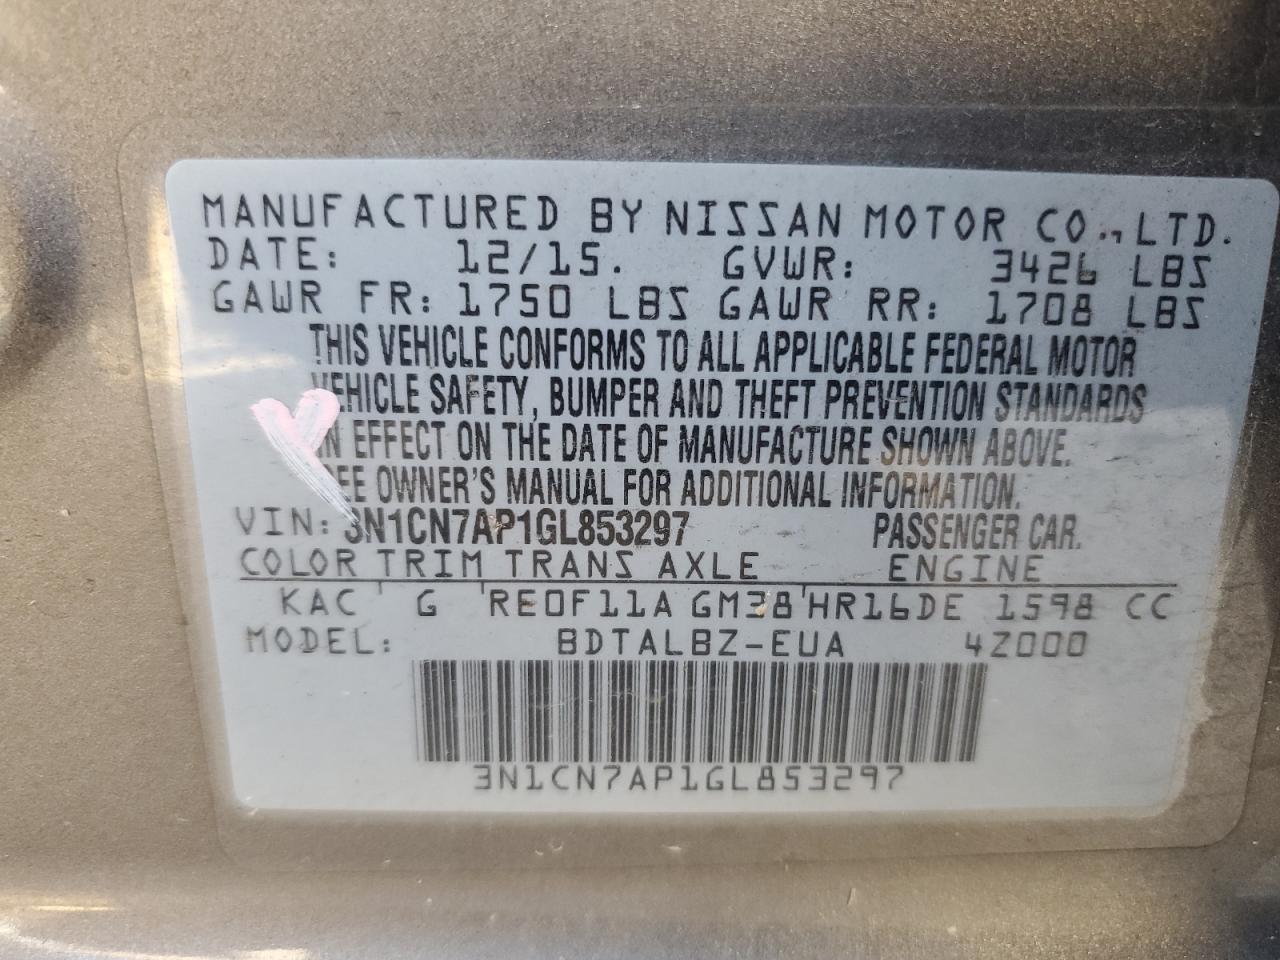 MANUFACTURED BY NISSAN MOTOR CO., LTD.
DATE: 12/15. GVWR: 3426 LBS
GAWR FR: 1750 LBS GAWR RR: 1708 LBS
THIS VEHICLE CONFORMS TO ALL APPLICABLE FEDERAL MOTOR
VEHICLE SAFETY, BUMPER AND THEFT PREVENTION STANDARDS
IN EFFECT ON THE DATE OF MANUFACTURE SHOWN ABOVE.
SEE OWNER'S MANUAL FOR ADDITIONAL INFORMATION.
VIN: 3N1CN7AP1GL853297 PASSENGER CAR.
COLOR TRIM TRANS AXLE ENGINE
KAC G RE0F11A GM38 HR16DE 1598 CC
MODEL: BDTALBZ-EUA 4Z000
3N1CN7AP1GL853297